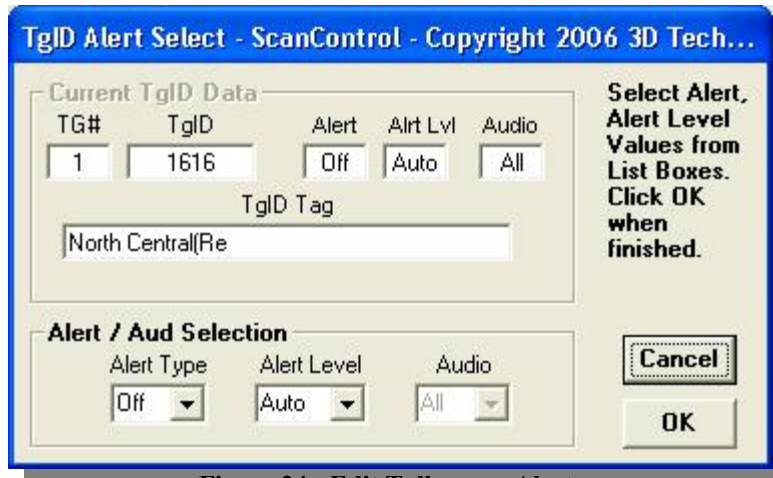 TgID Alert Select - ScanControl - Copyright 2006 3D Tech...
Current TgID Data
TG# TgID Alert Alrt Lvl Audio
1 1616 Off Auto All
TgID Tag
North Central(Re
Select Alert,
Alert Level
Values from
List Boxes.
Click OK
when
finished.
Alert / Aud Selection
Alert Type Alert Level Audio
Off Auto All
Cancel
OK